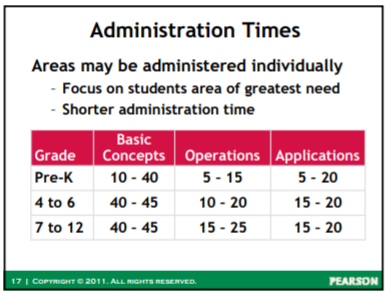 Administration Times
Areas may be administered individually
- Focus on students area of greatest need
- Shorter administration time
Grade Basic Concepts Operations Applications
Pre-K 10 - 40 5 - 15 5 - 20
4 to 6 40 - 45 10 - 20 15 - 20
7 to 12 40 - 45 15 - 25 15 - 20
17 | COPYRIGHT © 2011. ALL RIGHTS RESERVED. PEARSON